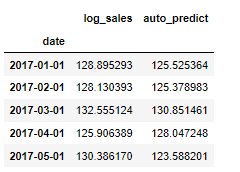 log_sales auto_predict
date
2017-01-01 128.895293 125.525364
2017-02-01 128.130393 125.378983
2017-03-01 132.555124 130.851461
2017-04-01 125.906389 128.047248
2017-05-01 130.386170 123.588201